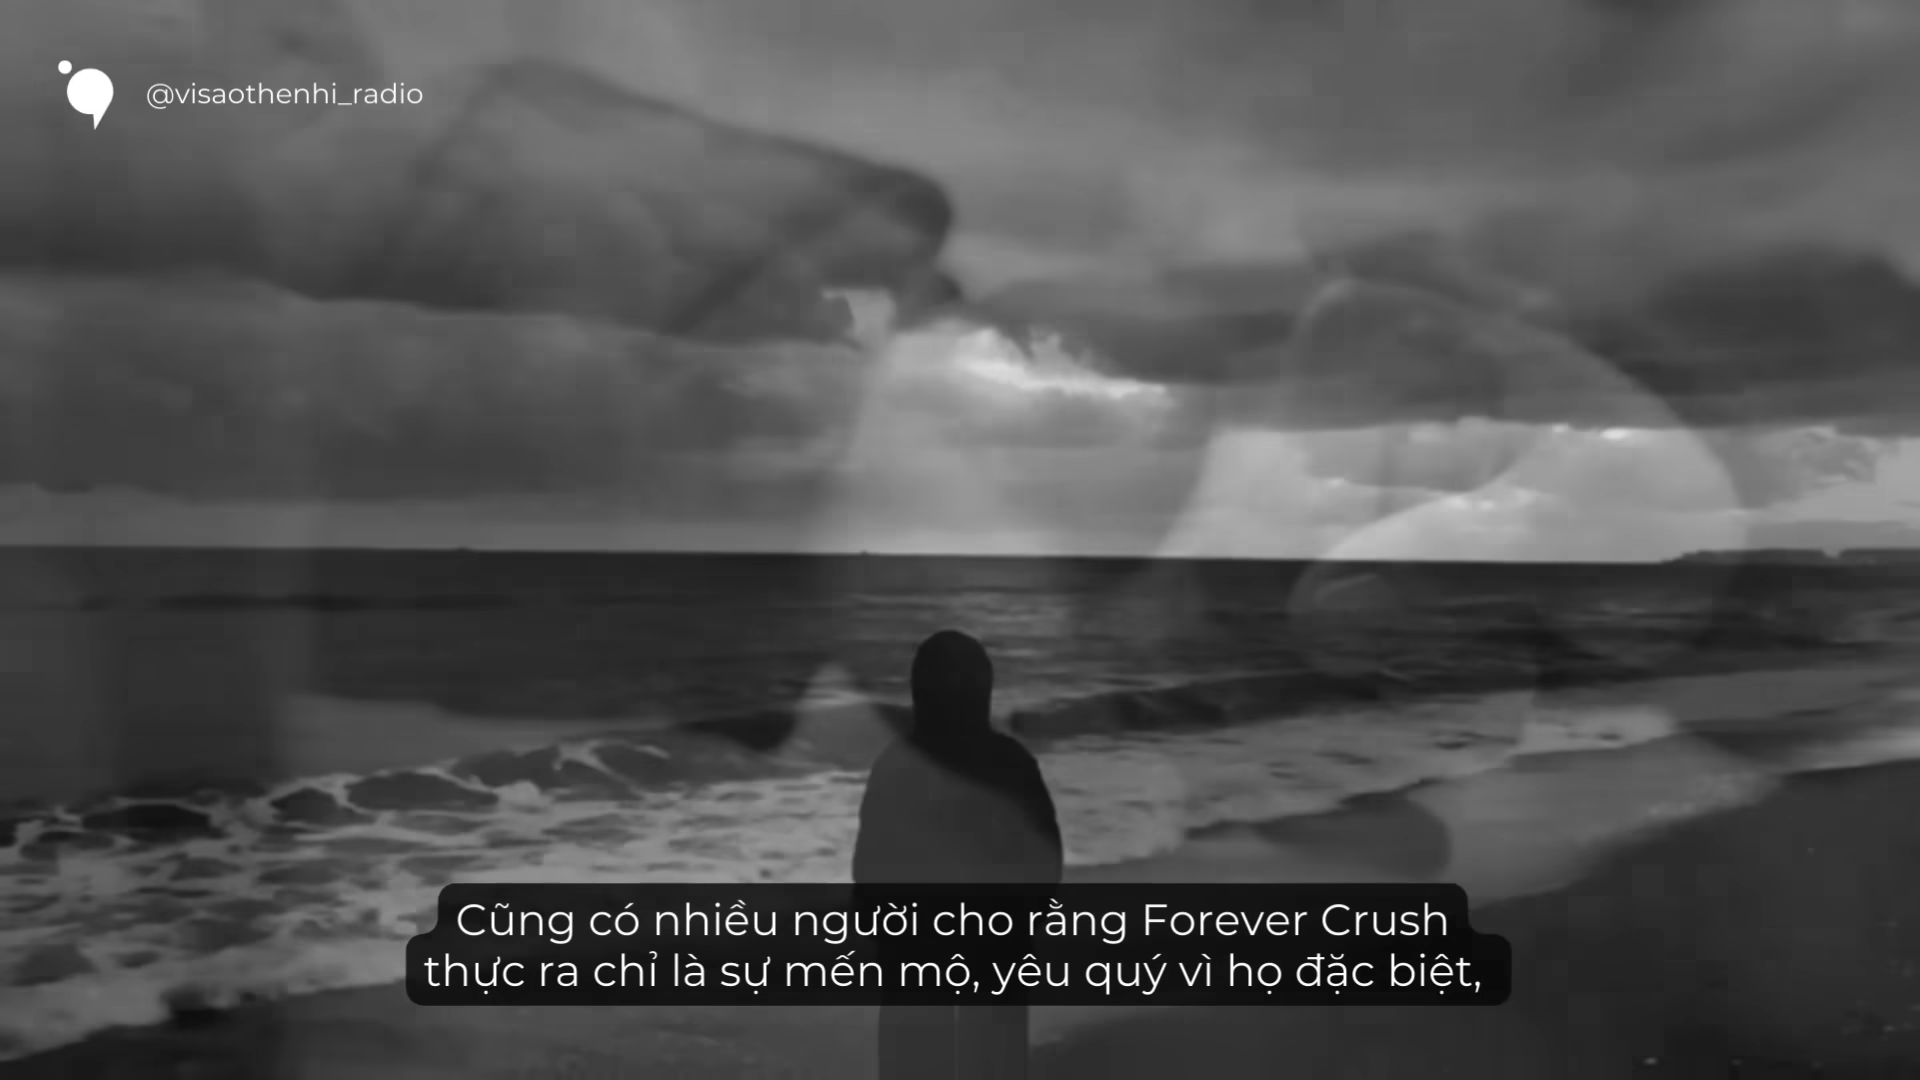 @visaothenhi_radio
Cũng có nhiều người cho rằng Forever Crush
thực ra chỉ là sự mến mộ, yêu quý vì họ đặc biệt,